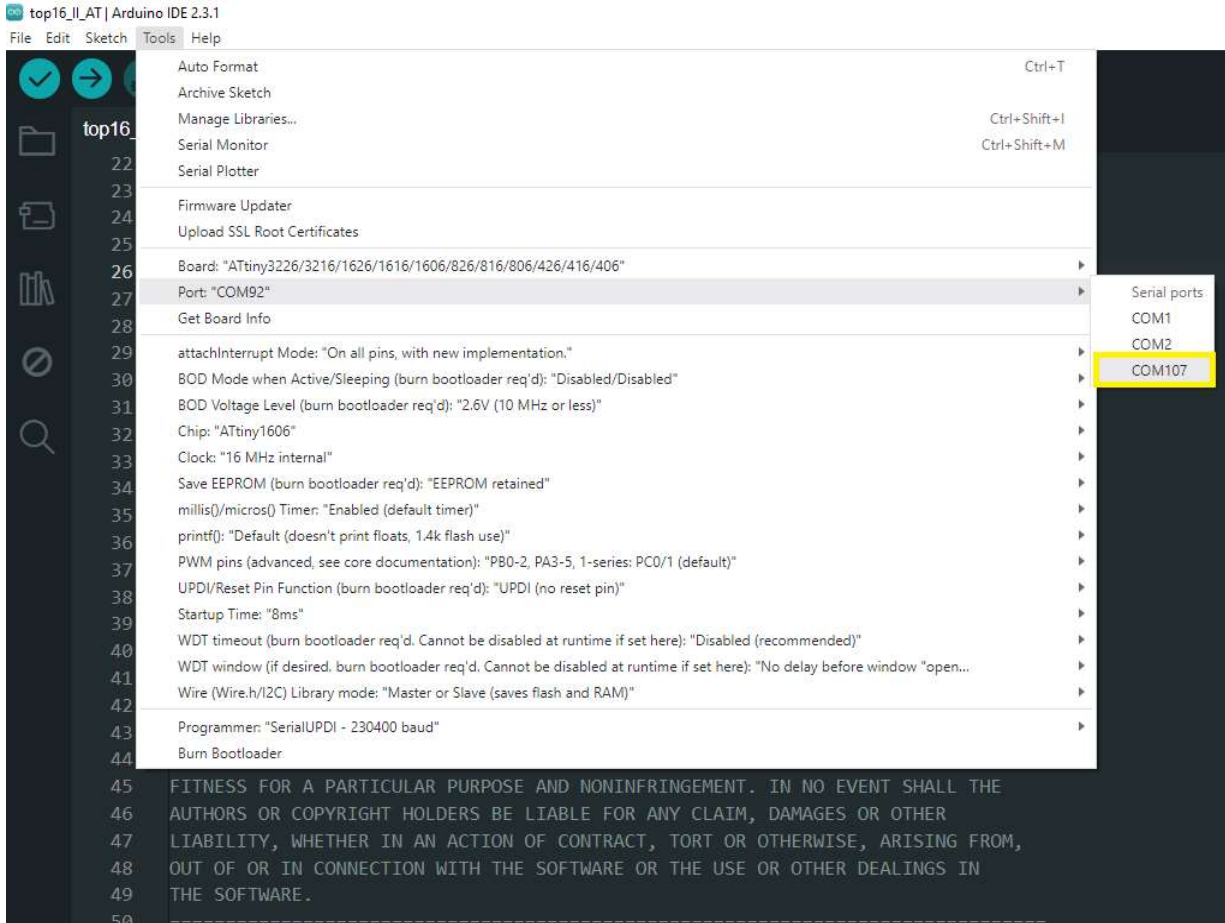 top16_II_AT | Arduino IDE 2.3.1
File Edit Sketch Tools Help
Auto Format Ctrl+T
Archive Sketch
Manage Libraries... Ctrl+Shift+I
Serial Monitor Ctrl+Shift+M
Serial Plotter
Firmware Updater
Upload SSL Root Certificates
Board: "ATtiny3226/3216/1626/1616/1606/826/816/806/426/416/406"
Port: "COM92"
Get Board Info
attachInterrupt Mode: "On all pins, with new implementation."
BOD Mode when Active/Sleeping (burn bootloader req'd): "Disabled/Disabled"
BOD Voltage Level (burn bootloader req'd): "2.6V (10 MHz or less)"
Chip: "ATtiny1606"
Clock: "16 MHz internal"
Save EEPROM (burn bootloader req'd): "EEPROM retained"
millis()/micros() Timer: "Enabled (default timer)"
printf(): "Default (doesn't print floats, 1.4k flash use)"
PWM pins (advanced, see core documentation): "PB0-2, PA3-5, 1-series: PC0/1 (default)"
UPDI/Reset Pin Function (burn bootloader req'd): "UPDI (no reset pin)"
Startup Time: "8ms"
WDT timeout (burn bootloader req'd. Cannot be disabled at runtime if set here): "Disabled (recommended)"
WDT window (if desired. burn bootloader req'd. Cannot be disabled at runtime if set here): "No delay before window "open...
Wire (Wire.h/I2C) Library mode: "Master or Slave (saves flash and RAM)"
Programmer: "SerialUPDI - 230400 baud"
Burn Bootloader
Serial ports
COM1
COM2
COM107
top16_
22
23
24
25
26
27
28
29
30
31
32
33
34
35
36
37
38
39
40
41
42
43
44
45 FITNESS FOR A PARTICULAR PURPOSE AND NONINFRINGEMENT. IN NO EVENT SHALL THE
46 AUTHORS OR COPYRIGHT HOLDERS BE LIABLE FOR ANY CLAIM, DAMAGES OR OTHER
47 LIABILITY, WHETHER IN AN ACTION OF CONTRACT, TORT OR OTHERWISE, ARISING FROM,
48 OUT OF OR IN CONNECTION WITH THE SOFTWARE OR THE USE OR OTHER DEALINGS IN
49 THE SOFTWARE.
50